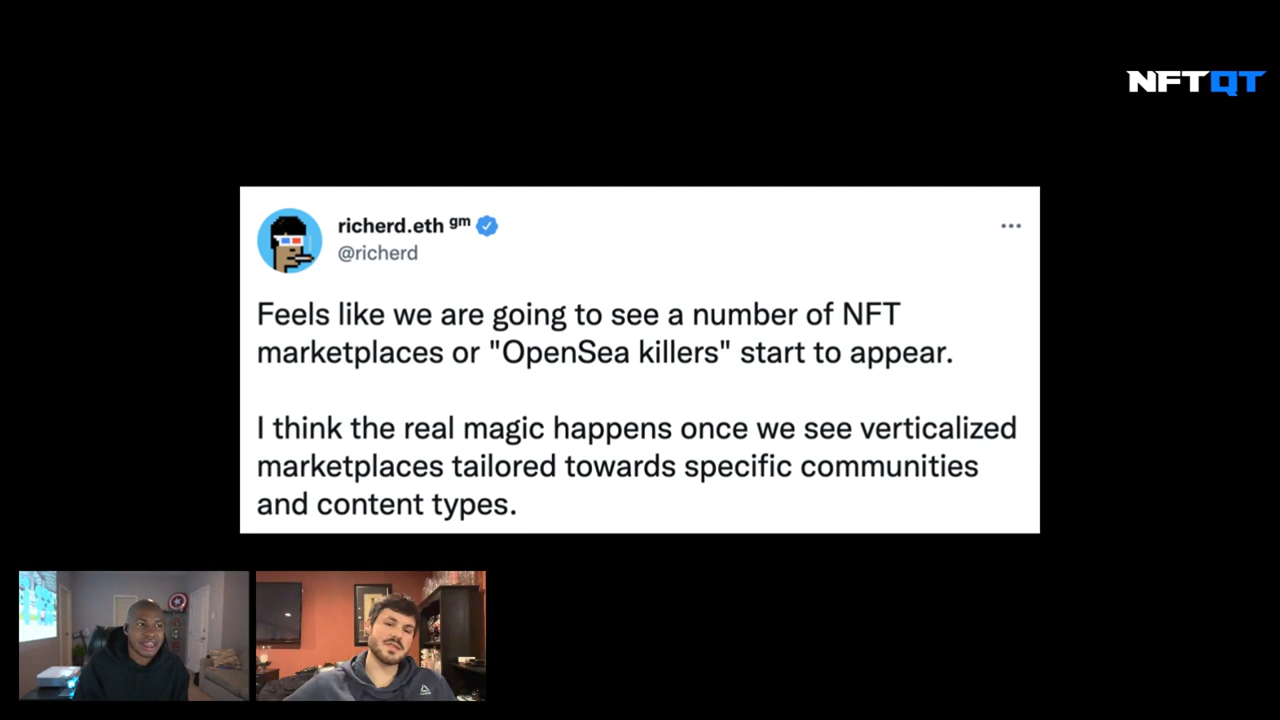 NFTQT
richerd.eth gm
@richerd
Feels like we are going to see a number of NFT
marketplaces or "OpenSea killers" start to appear.
I think the real magic happens once we see verticalized
marketplaces tailored towards specific communities
and content types.